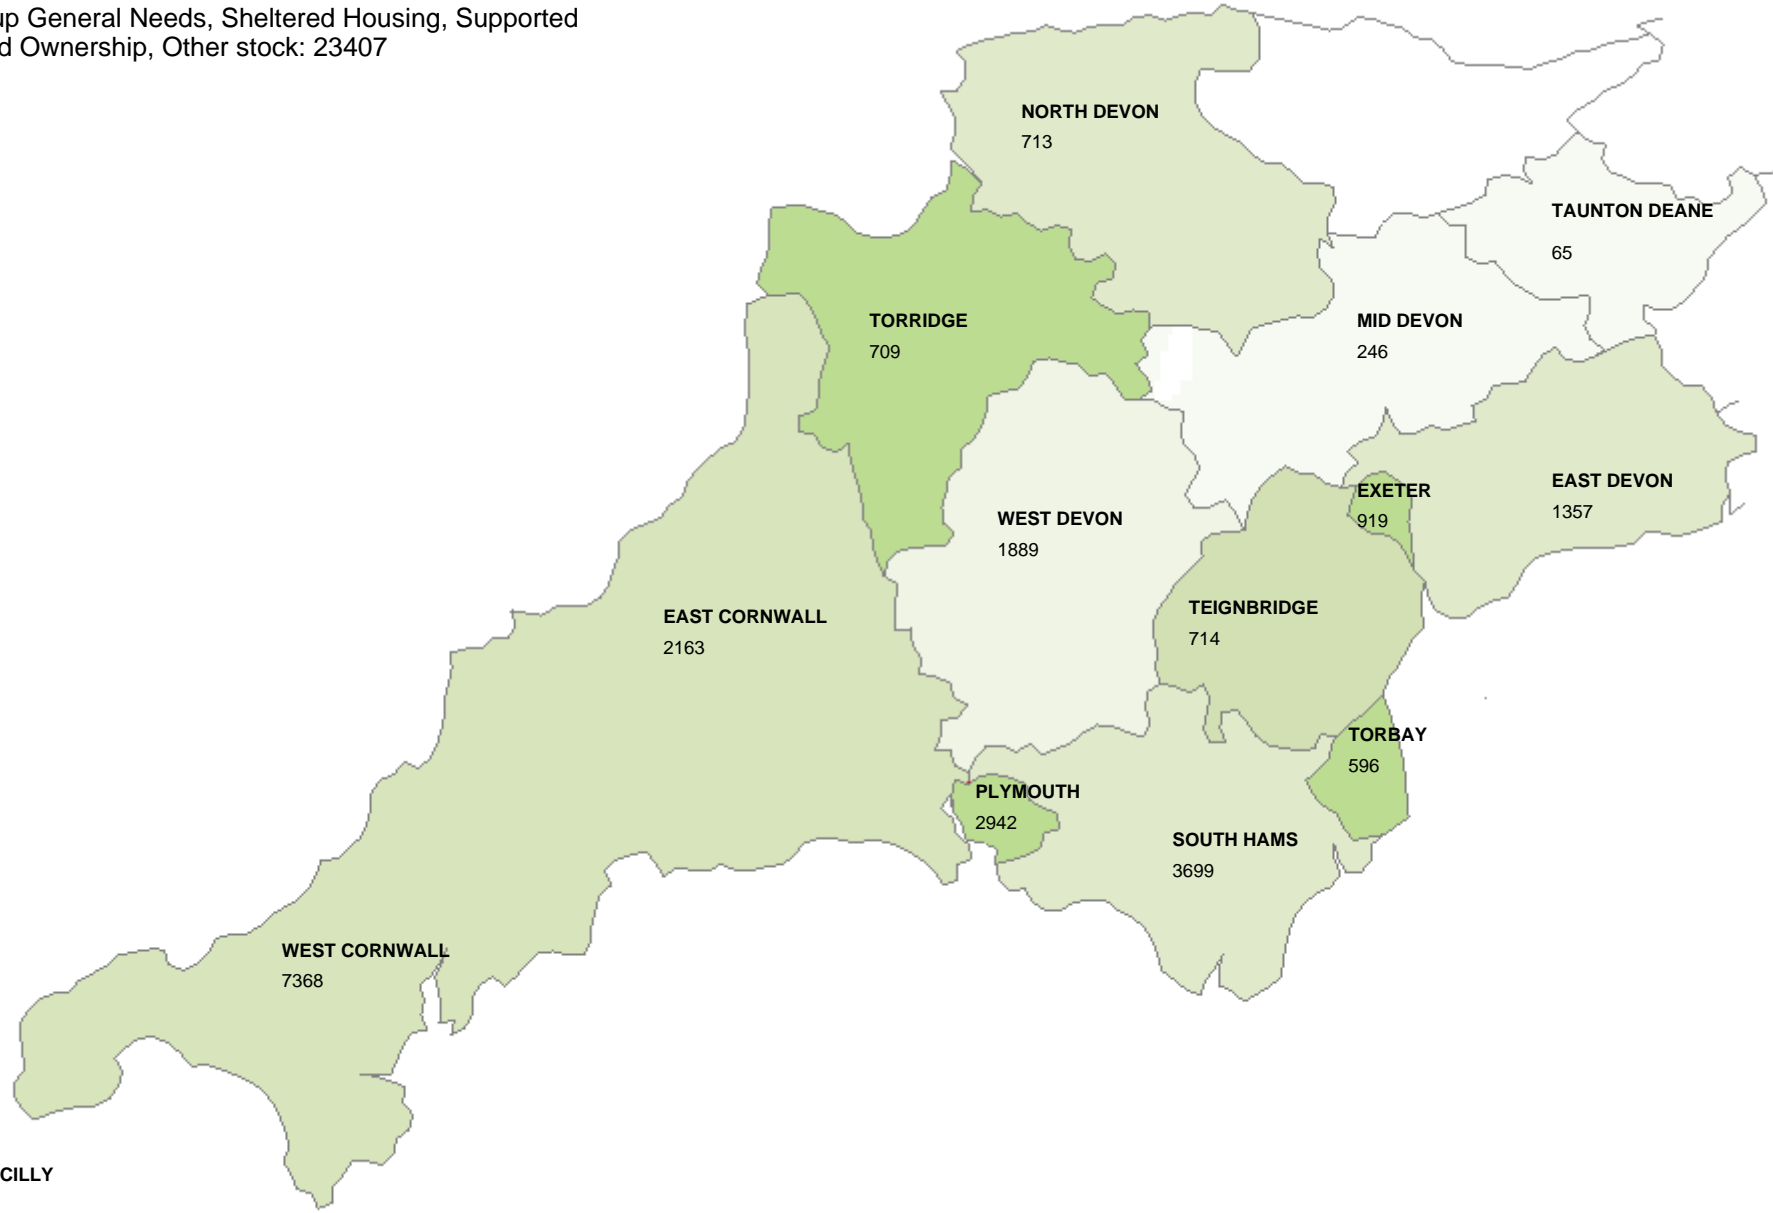 up General Needs, Sheltered Housing, Supported
d Ownership, Other stock: 23407
NORTH DEVON
713
TAUNTON DEANE
65
TORRIDGE
709
MID DEVON
246
EAST DEVON
1357
EXETER
919
WEST DEVON
1889
TEIGNBRIDGE
714
EAST CORNWALL
2163
TORBAY
596
PLYMOUTH
2942
SOUTH HAMS
3699
WEST CORNWALL
7368
CILLY